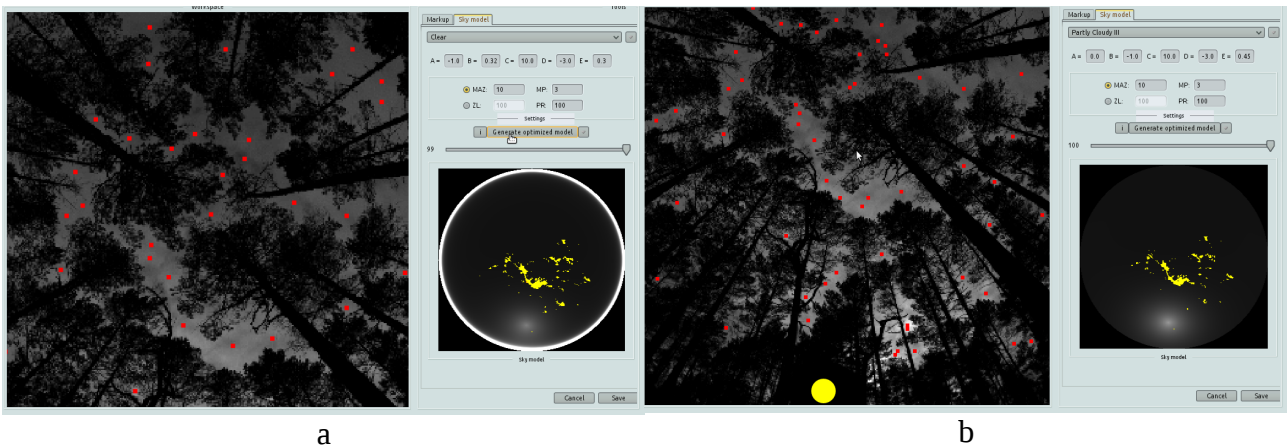 Workspace
Tools
Markup Sky model
Clear
A = -1.0 B = 0.32 C = 10.0 D = -3.0 E = 0.3
MAZ: 10 MP: 3
ZL: 100 PR: 100
Settings
i Generate optimized model
99
Sky model
Cancel Save
a
Markup Sky model
Partly Cloudy III
A = 0.0 B = -1.0 C = 10.0 D = -3.0 E = 0.45
MAZ: 10 MP: 3
ZL: 100 PR: 100
Settings
i Generate optimized model
100
Sky model
Cancel Save
b